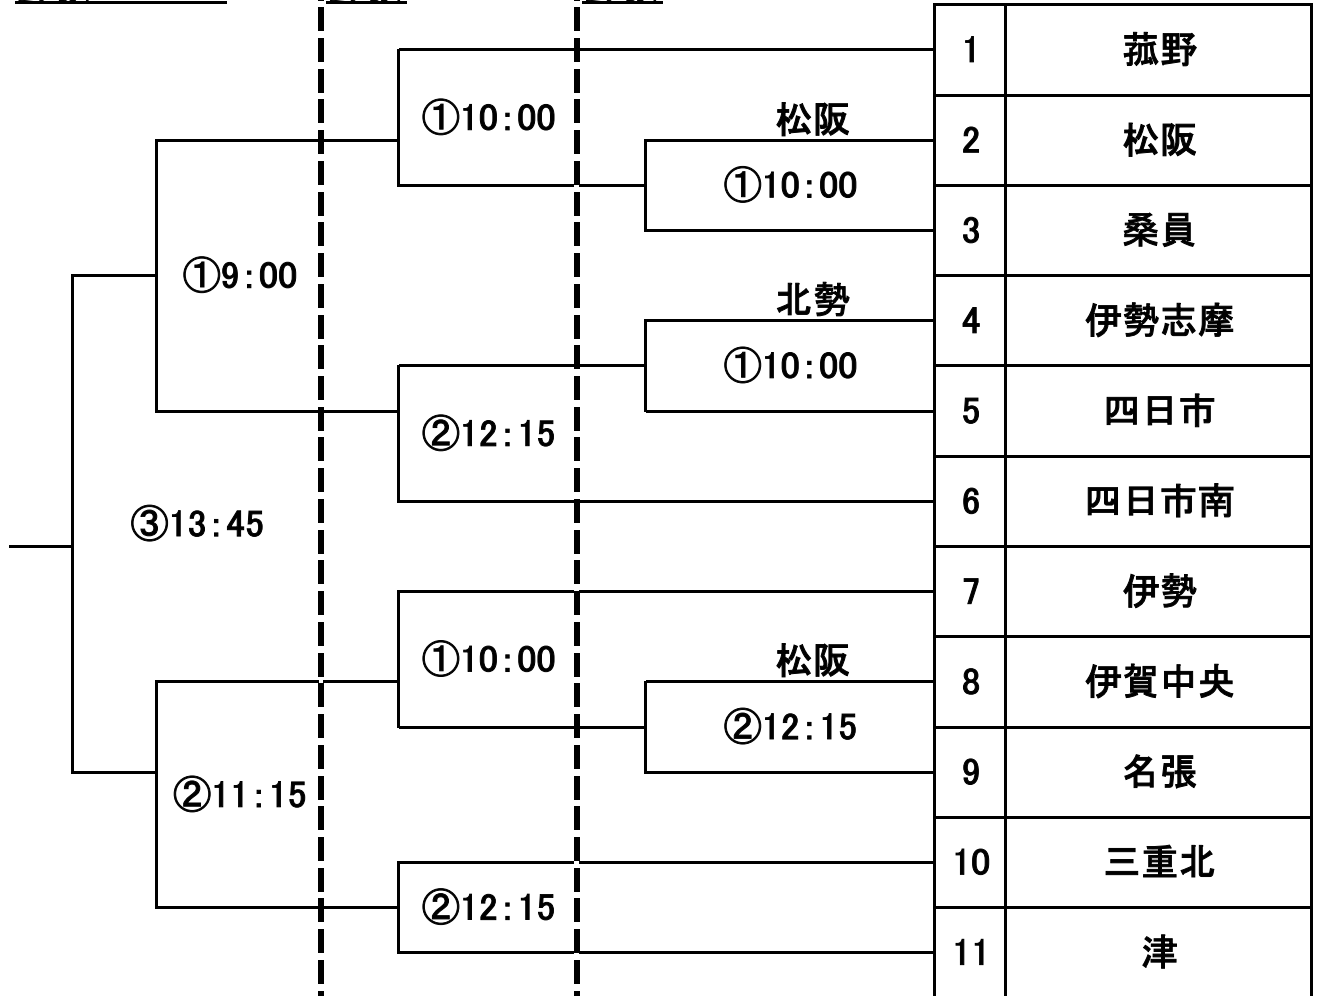 1 菰野
①10:00 松阪
2 松阪
①10:00
3 桑員
①9:00
北勢
4 伊勢志摩
①10:00
5 四日市
②12:15
6 四日市南
③13:45
7 伊勢
①10:00 松阪
8 伊賀中央
②12:15
9 名張
②11:15
10 三重北
②12:15
11 津